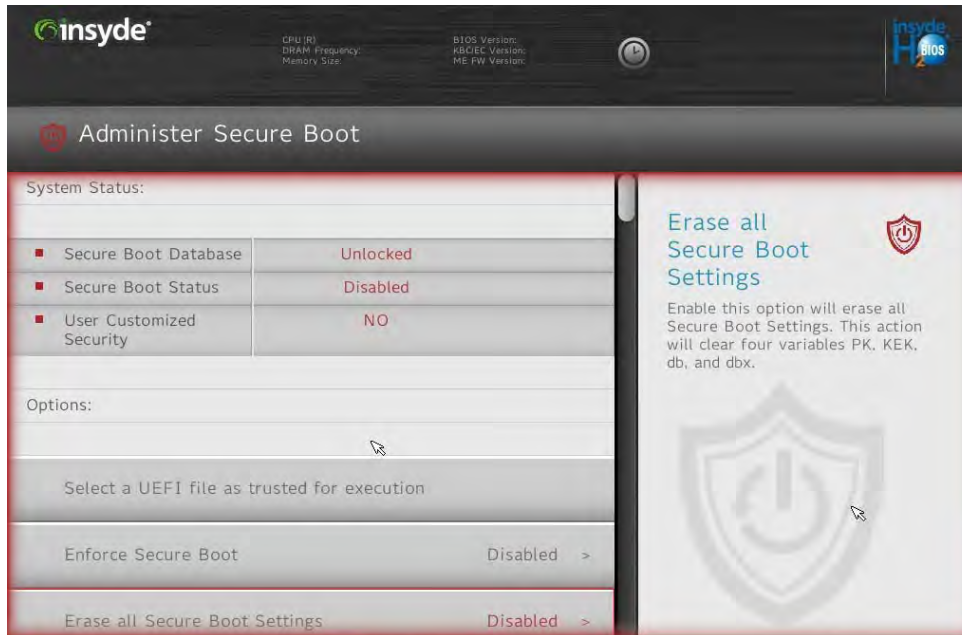 insyde®
CPU (R)
DRAM Frequency:
Memory Size:
BIOS Version:
KBC/EC Version:
ME FW Version:
insyde
H2BIOS
Administer Secure Boot
System Status:
Secure Boot Database Unlocked
Secure Boot Status Disabled
User Customized NO
Security
Options:
Select a UEFI file as trusted for execution
Enforce Secure Boot Disabled >
Erase all Secure Boot Settings Disabled >
Erase all
Secure Boot
Settings
Enable this option will erase all
Secure Boot Settings. This action
will clear four variables PK, KEK,
db, and dbx.